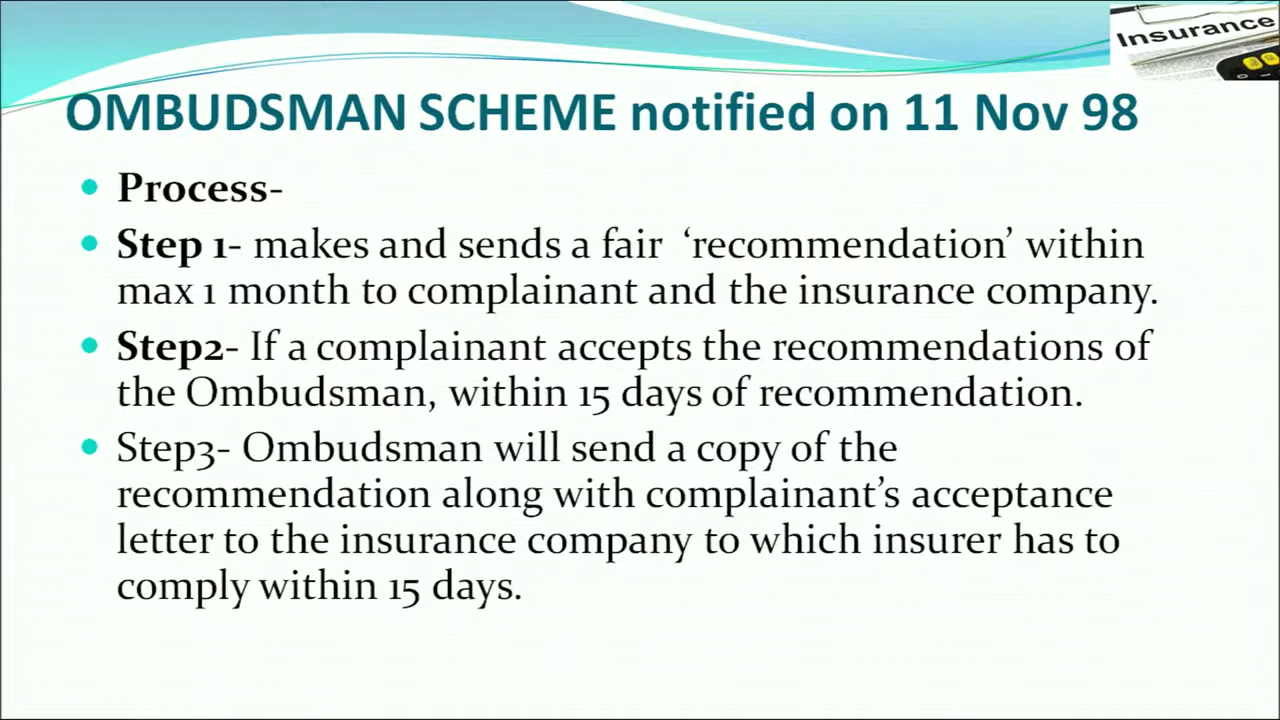 Insurance
OMBUDSMAN SCHEME notified on 11 Nov 98
Process-
Step 1- makes and sends a fair ‘recommendation’ within
max 1 month to complainant and the insurance company.
Step2- If a complainant accepts the recommendations of
the Ombudsman, within 15 days of recommendation.
Step3- Ombudsman will send a copy of the
recommendation along with complainant’s acceptance
letter to the insurance company to which insurer has to
comply within 15 days.